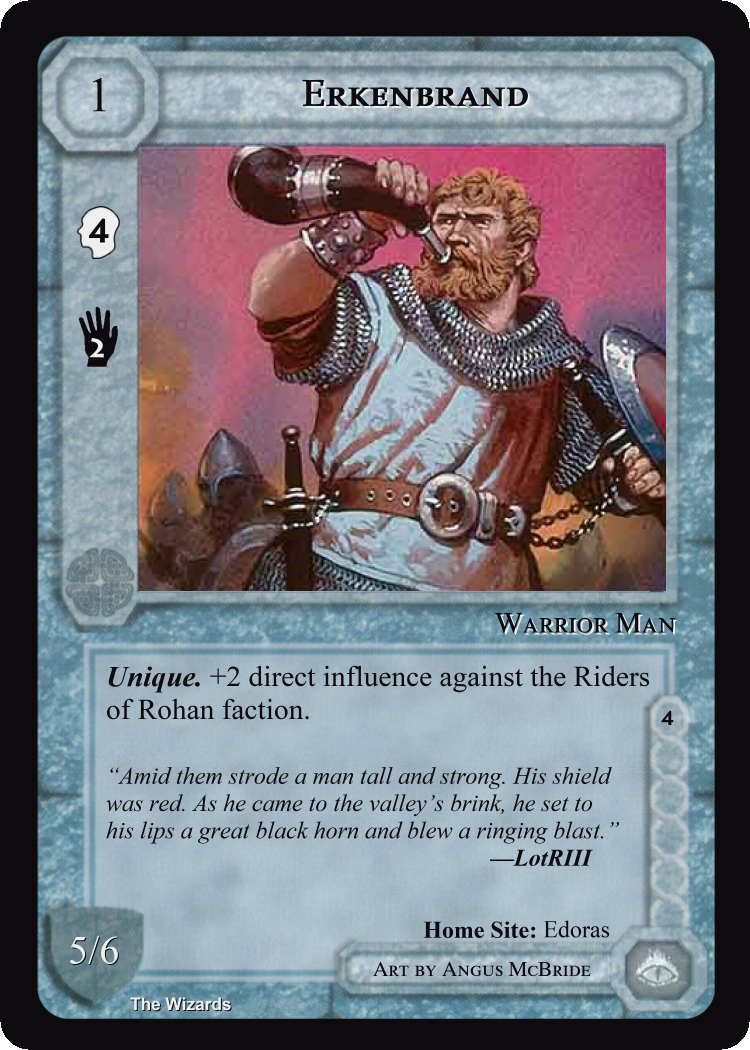 1
Erkenbrand
4
2
Warrior Man
Unique. +2 direct influence against the Riders
of Rohan faction.
4
“Amid them strode a man tall and strong. His shield
was red. As he came to the valley’s brink, he set to
his lips a great black horn and blew a ringing blast.”
—LotRIII
Home Site: Edoras
5/6
Art by Angus McBride
The Wizards